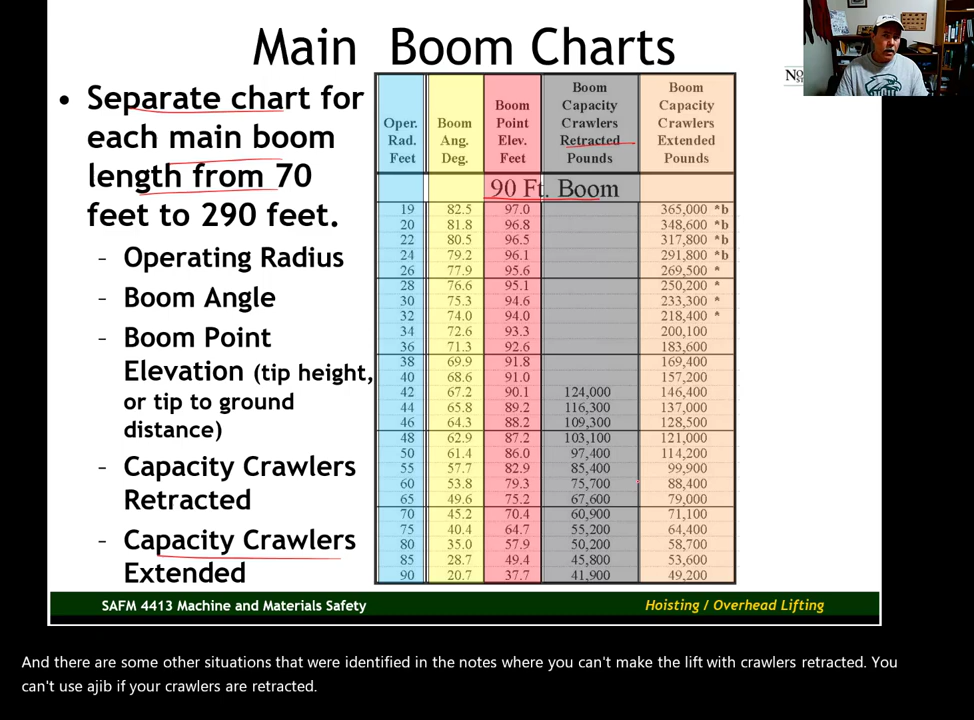 Main Boom Charts
• Separate chart for
each main boom
length from 70
feet to 290 feet.
- Operating Radius
- Boom Angle
- Boom Point
Elevation (tip height,
or tip to ground
distance)
- Capacity Crawlers
Retracted
- Capacity Crawlers
Extended
Oper. Rad. Feet
Boom Ang. Deg.
Boom Point Elev. Feet
Boom Capacity Crawlers Retracted Pounds
Boom Capacity Crawlers Extended Pounds
90 Ft. Boom
19 82.5 97.0 365,000 *b
20 81.8 96.8 348,600 *b
22 80.5 96.5 317,800 *b
24 79.2 96.1 291,800 *b
26 77.9 95.6 269,500 *
28 76.6 95.1 250,200 *
30 75.3 94.6 233,300 *
32 74.0 94.0 218,400 *
34 72.6 93.3 200,100
36 71.3 92.6 183,600
38 69.9 91.8 169,400
40 68.6 91.0 157,200
42 67.2 90.1 124,000 146,400
44 65.8 89.2 116,300 137,000
46 64.3 88.2 109,300 128,500
48 62.9 87.2 103,100 121,000
50 61.4 86.0 97,400 114,200
55 57.7 82.9 85,400 99,900
60 53.8 79.3 75,700 88,400
65 49.6 75.2 67,600 79,000
70 45.2 70.4 60,900 71,100
75 40.4 64.7 55,200 64,400
80 35.0 57.9 50,200 58,700
85 28.7 49.4 45,800 53,600
90 20.7 37.7 41,900 49,200
SAFM 4413 Machine and Materials Safety
Hoisting / Overhead Lifting
And there are some other situations that were identified in the notes where you can't make the lift with crawlers retracted. You
can't use ajib if your crawlers are retracted.